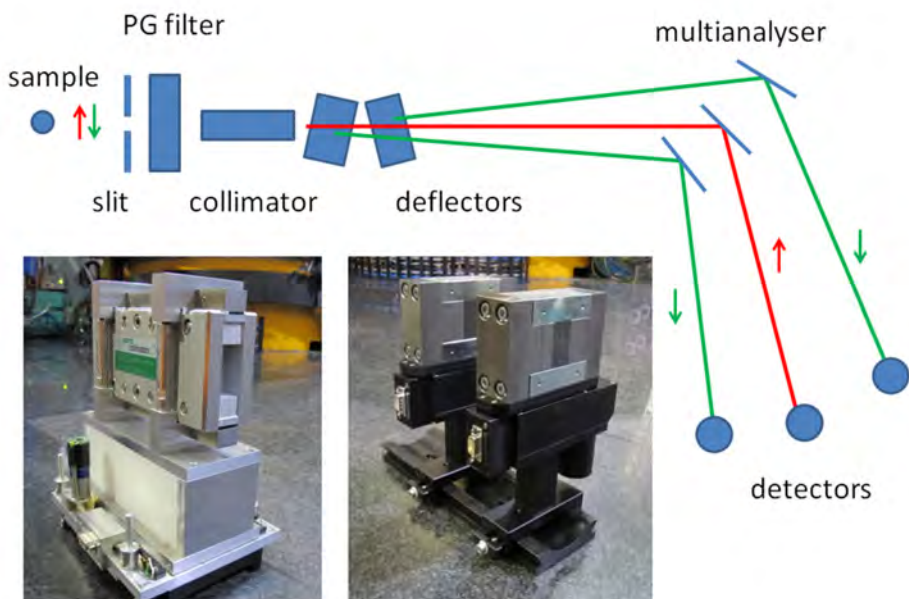 PG filter
multianalyser
sample
slit
collimator
deflectors
detectors